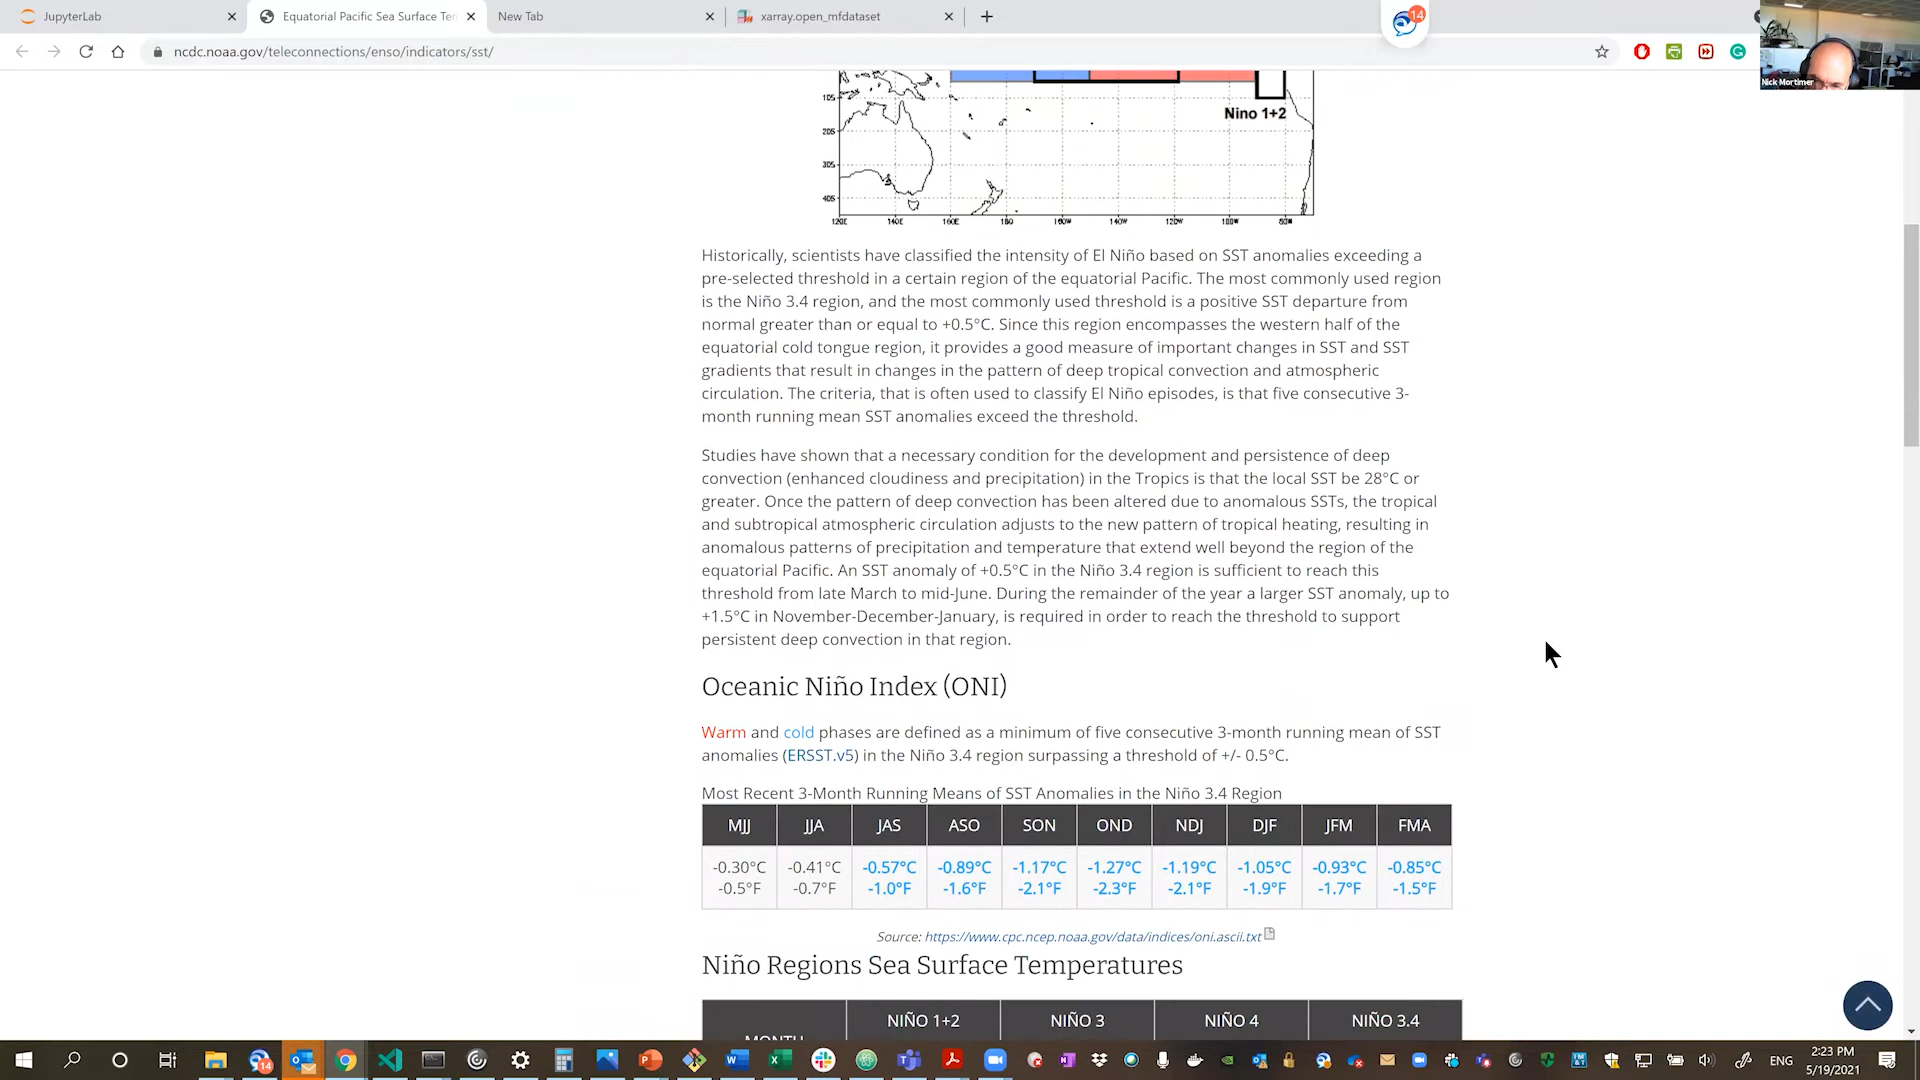 JupyterLab
Equatorial Pacific Sea Surface Ter
New Tab
xarray.open_mfdataset
14
ncdc.noaa.gov/teleconnections/enso/indicators/sst/
Nick Mortimer
Nino 1+2
10S
20S
30S
40S
120E 140E 160E 180 160W 140W 120W 100W 80W
Historically, scientists have classified the intensity of El Niño based on SST anomalies exceeding a
pre-selected threshold in a certain region of the equatorial Pacific. The most commonly used region
is the Niño 3.4 region, and the most commonly used threshold is a positive SST departure from
normal greater than or equal to +0.5°C. Since this region encompasses the western half of the
equatorial cold tongue region, it provides a good measure of important changes in SST and SST
gradients that result in changes in the pattern of deep tropical convection and atmospheric
circulation. The criteria, that is often used to classify El Niño episodes, is that five consecutive 3-
month running mean SST anomalies exceed the threshold.
Studies have shown that a necessary condition for the development and persistence of deep
convection (enhanced cloudiness and precipitation) in the Tropics is that the local SST be 28°C or
greater. Once the pattern of deep convection has been altered due to anomalous SSTs, the tropical
and subtropical atmospheric circulation adjusts to the new pattern of tropical heating, resulting in
anomalous patterns of precipitation and temperature that extend well beyond the region of the
equatorial Pacific. An SST anomaly of +0.5°C in the Niño 3.4 region is sufficient to reach this
threshold from late March to mid-June. During the remainder of the year a larger SST anomaly, up to
+1.5°C in November-December-January, is required in order to reach the threshold to support
persistent deep convection in that region.
Oceanic Niño Index (ONI)
Warm and cold phases are defined as a minimum of five consecutive 3-month running mean of SST
anomalies (ERSST.v5) in the Niño 3.4 region surpassing a threshold of +/- 0.5°C.
Most Recent 3-Month Running Means of SST Anomalies in the Niño 3.4 Region
MJJ JJA JAS ASO SON OND NDJ DJF JFM FMA
-0.30°C -0.41°C -0.57°C -0.89°C -1.17°C -1.27°C -1.19°C -1.05°C -0.93°C -0.85°C
-0.5°F -0.7°F -1.0°F -1.6°F -2.1°F -2.3°F -2.1°F -1.9°F -1.7°F -1.5°F
Source: https://www.cpc.ncep.noaa.gov/data/indices/oni.ascii.txt
Niño Regions Sea Surface Temperatures
MONTH NIÑO 1+2 NIÑO 3 NIÑO 4 NIÑO 3.4
14
ENG
2:23 PM
5/19/2021